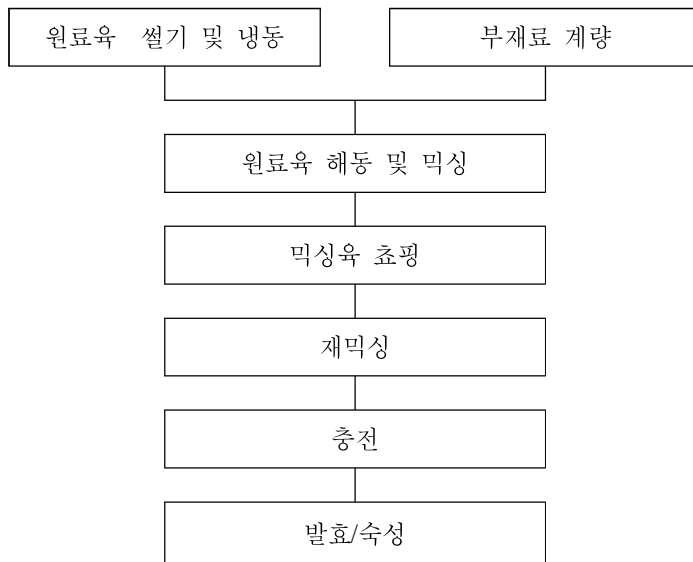 원료육 썰기 및 냉동
부재료 계량
원료육 해동 및 믹싱
믹싱육 쵸핑
재믹싱
충전
발효/숙성